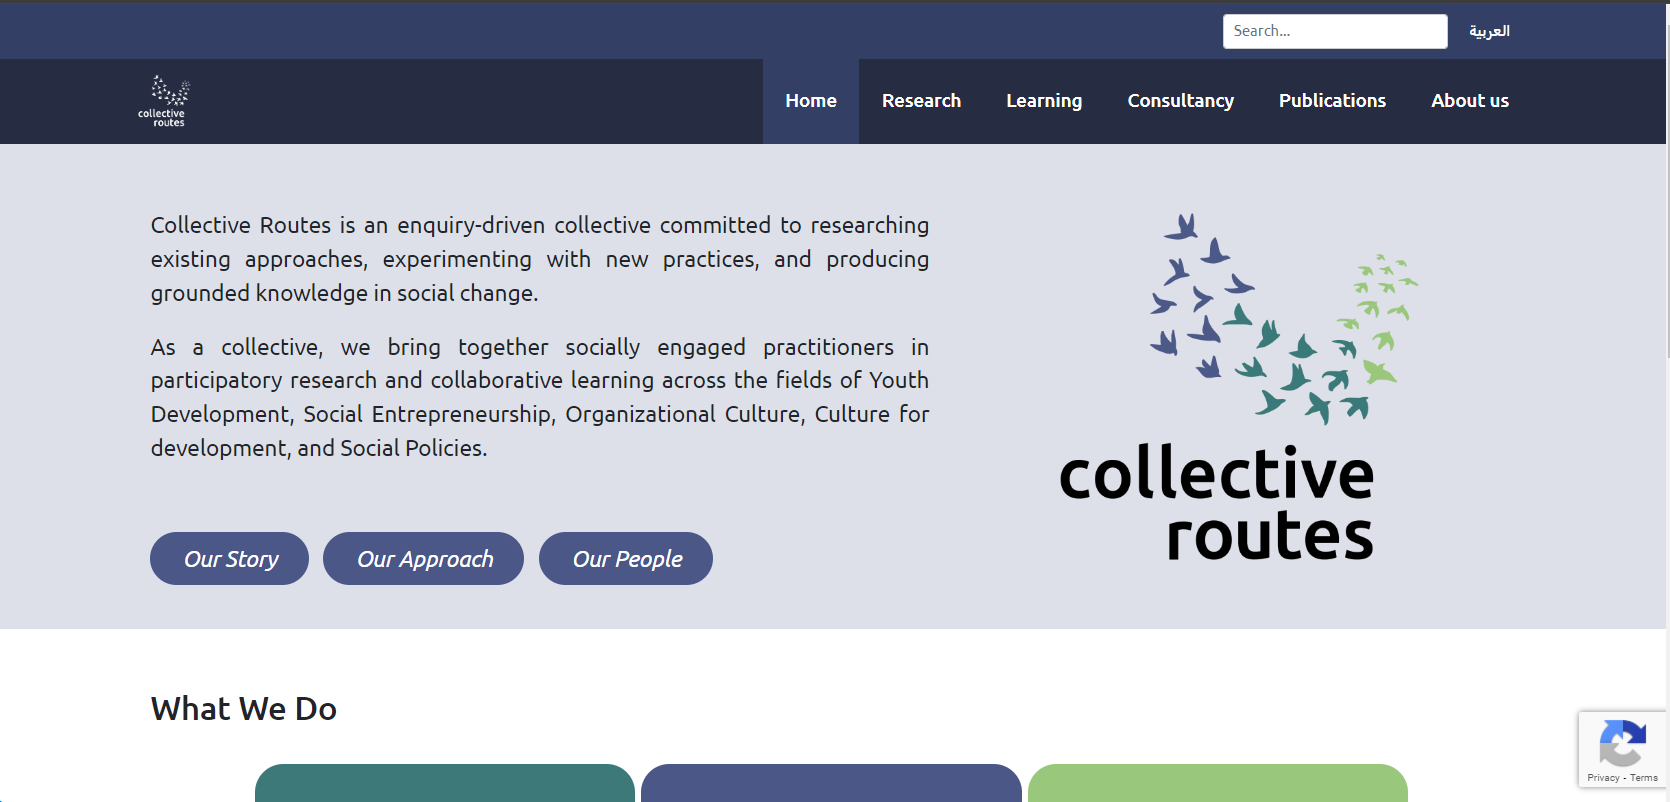 Search...
العربية
collective
routes
Home
Research
Learning
Consultancy
Publications
About us
Collective Routes is an enquiry-driven collective committed to researching
existing approaches, experimenting with new practices, and producing
grounded knowledge in social change.
As a collective, we bring together socially engaged practitioners in
participatory research and collaborative learning across the fields of Youth
Development, Social Entrepreneurship, Organizational Culture, Culture for
development, and Social Policies.
Our Story
Our Approach
Our People
collective
routes
What We Do
Privacy - Terms